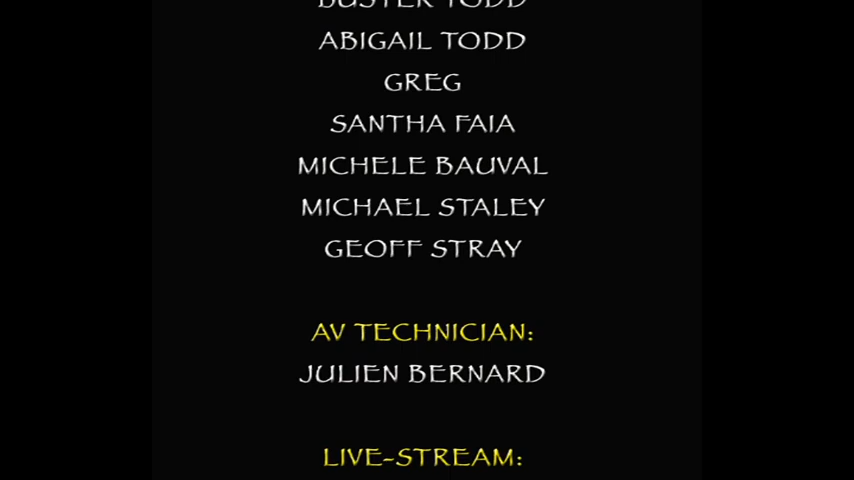 BUSTER TODD
ABIGAIL TODD
GREG
SANTHA FAIA
MICHELE BAUVAL
MICHAEL STALEY
GEOFF STRAY
AV TECHNICIAN:
JULIEN BERNARD
LIVE-STREAM: